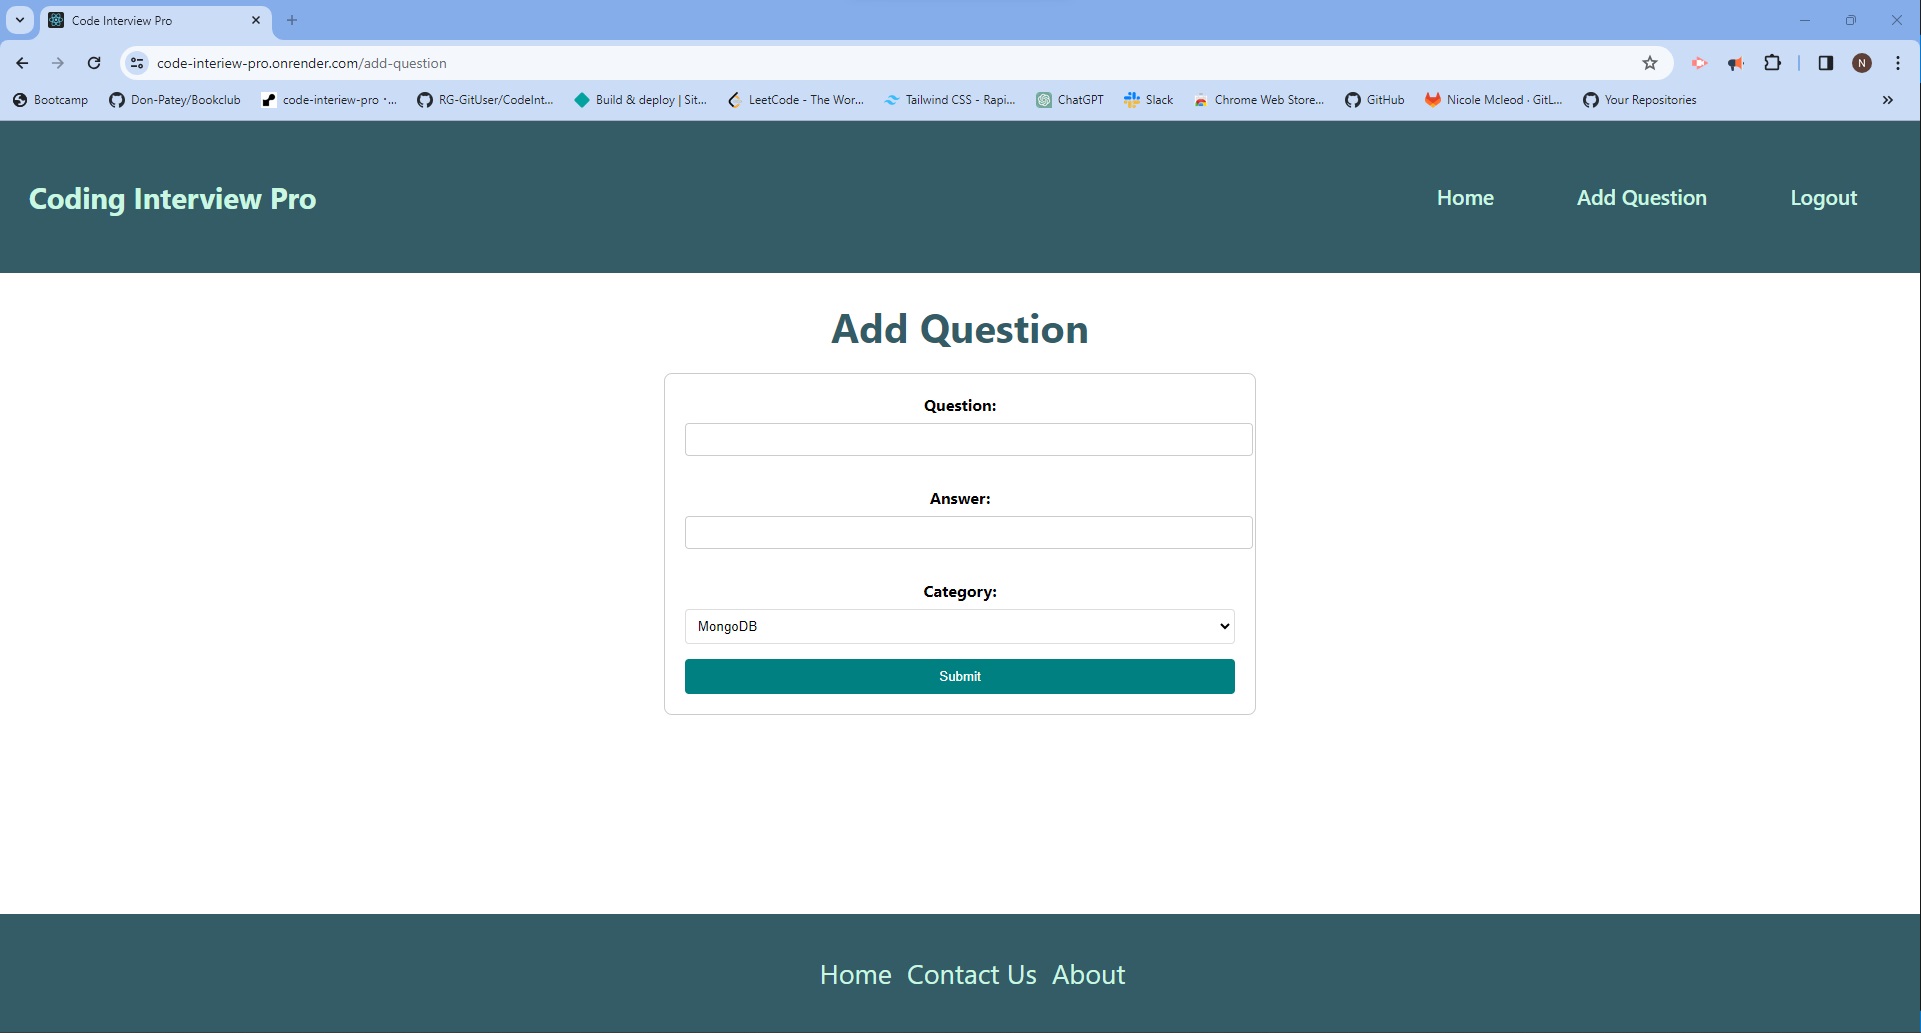 Code Interview Pro
code-interiew-pro.onrender.com/add-question
Bootcamp Don-Patey/Bookclub code-interiew-pro •... RG-GitUser/CodeInt... Build & deploy | Sit... LeetCode - The Wor... Tailwind CSS - Rapi... ChatGPT Slack Chrome Web Store... GitHub Nicole Mcleod · GitL... Your Repositories
N
Coding Interview Pro Home Add Question Logout
Add Question
Question:
Answer:
Category:
MongoDB
Submit
Home Contact Us About